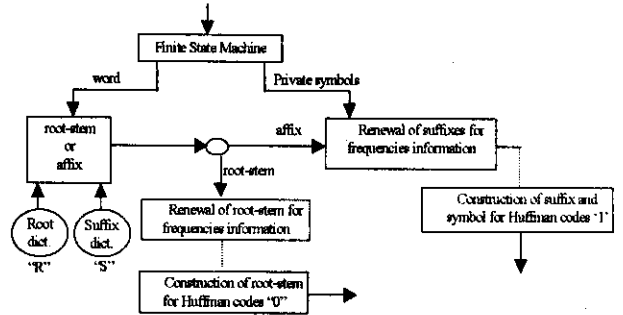 Finite State Machine
word
Private symbols
root-stem
or
affix
affix
Renewal of suffixes for
frequencies information
root-stem
Root
dict.
Suffix
dict.
"R"
"S"
Renewal of root-stem for
frequencies information
Construction of suffix and
symbol for Huffman codes '1'
Construction of root-stem
for Huffman codes "0"